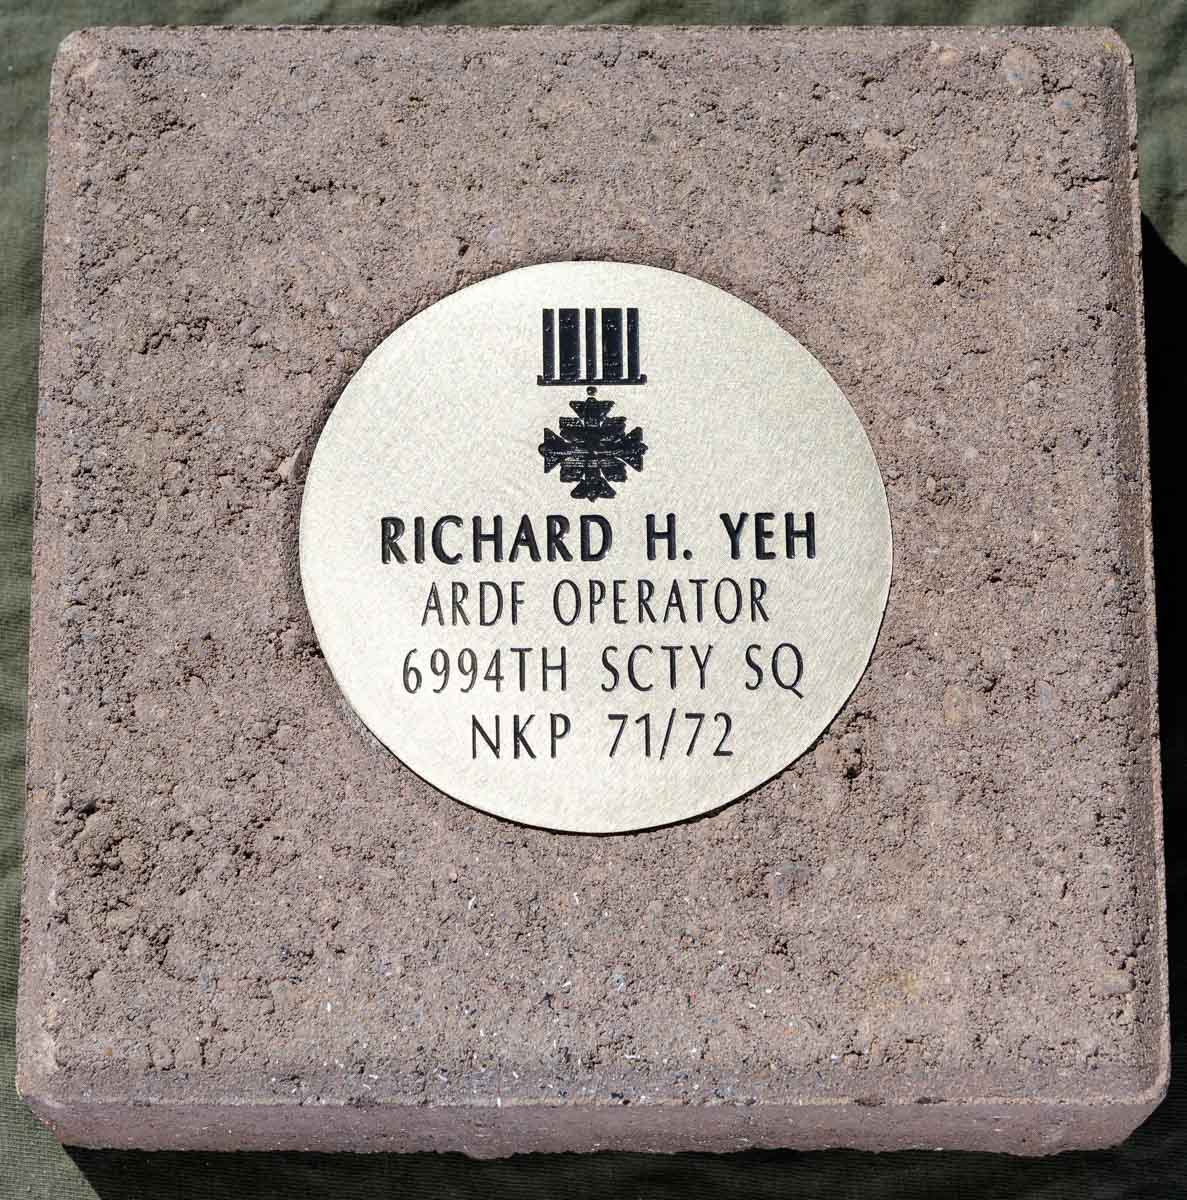 RICHARD H. YEH
ARDF OPERATOR
6994TH SCTY SQ
NKP 71/72